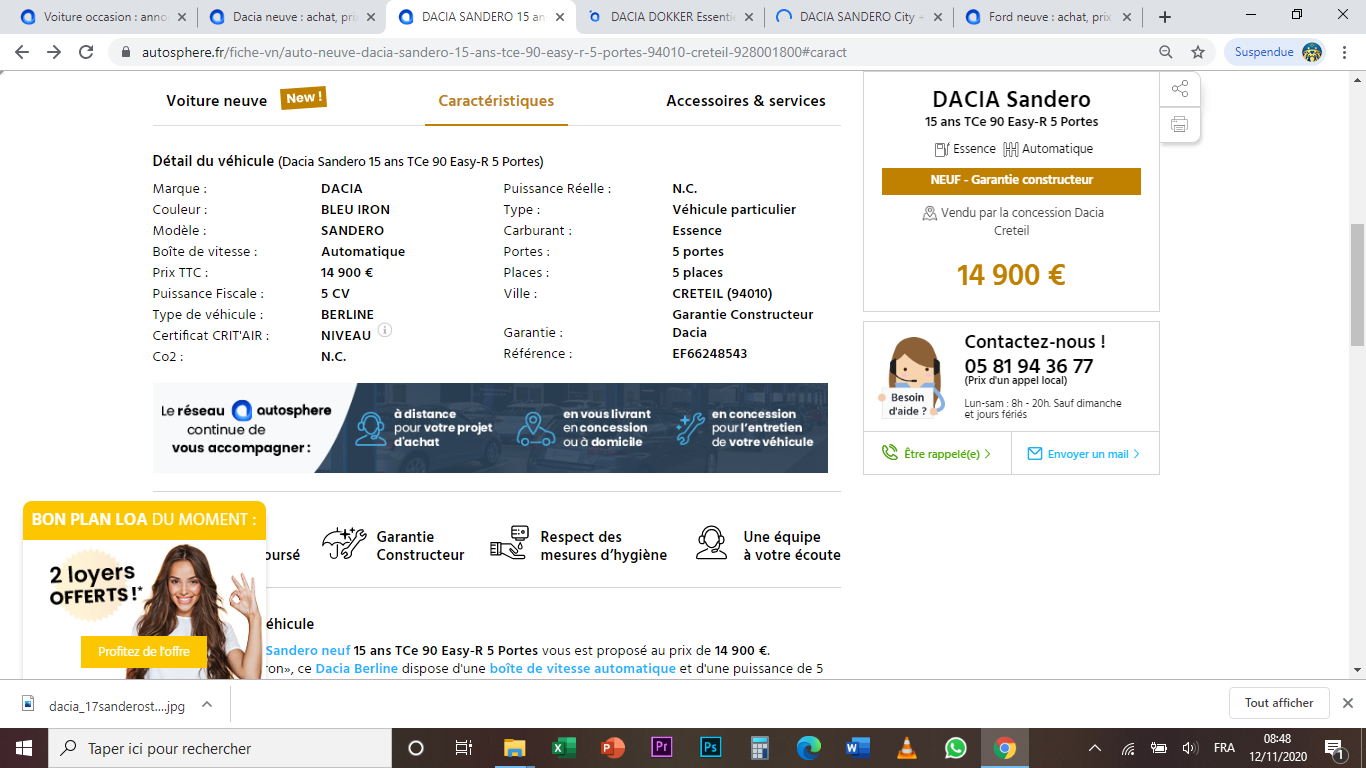 Voiture occasion : anno
Dacia neuve : achat, pri
DACIA SANDERO 15 an
DACIA DOKKER Essenti
DACIA SANDERO City +
Ford neuve : achat, prix
autosphere.fr/fiche-vn/auto-neuve-dacia-sandero-15-ans-tce-90-easy-r-5-portes-94010-creteil-928001800#caract
Suspendue
Voiture neuve New !
Caractéristiques
Accessoires & services
Détail du véhicule (Dacia Sandero 15 ans TCe 90 Easy-R 5 Portes)
Marque : DACIA
Couleur : BLEU IRON
Modèle : SANDERO
Boîte de vitesse : Automatique
Prix TTC : 14 900 €
Puissance Fiscale : 5 CV
Type de véhicule : BERLINE
Certificat CRIT'AIR : NIVEAU i
Co2 : N.C.
Puissance Réelle : N.C.
Type : Véhicule particulier
Carburant : Essence
Portes : 5 portes
Places : 5 places
Ville : CRETEIL (94010)
Garantie : Garantie Constructeur
Dacia
Référence : EF66248543
Le réseau autosphere
continue de
vous accompagner :
à distance
pour votre projet
d'achat
en vous livrant
en concession
ou à domicile
en concession
pour l'entretien
de votre véhicule
oursé
Garantie
Constructeur
Respect des
mesures d'hygiène
Une équipe
à votre écoute
éhicule
Sandero neuf 15 ans TCe 90 Easy-R 5 Portes vous est proposé au prix de 14 900 €.
ron», ce Dacia Berline dispose d'une boîte de vitesse automatique et d'une puissance de 5
DACIA Sandero
15 ans TCe 90 Easy-R 5 Portes
Essence Automatique
NEUF - Garantie constructeur
Vendu par la concession Dacia
Creteil
14 900 €
Contactez-nous !
05 81 94 36 77
(Prix d'un appel local)
Lun-sam : 8h - 20h. Sauf dimanche
et jours fériés
Besoin
d'aide ?
Être rappelé(e) >
Envoyer un mail >
BON PLAN LOA DU MOMENT :
2 loyers
OFFERTS !*
Profitez de l'offre
dacia_17sanderost....jpg
Tout afficher
Taper ici pour rechercher
Pr
Ps
FRA
08:48
12/11/2020
1